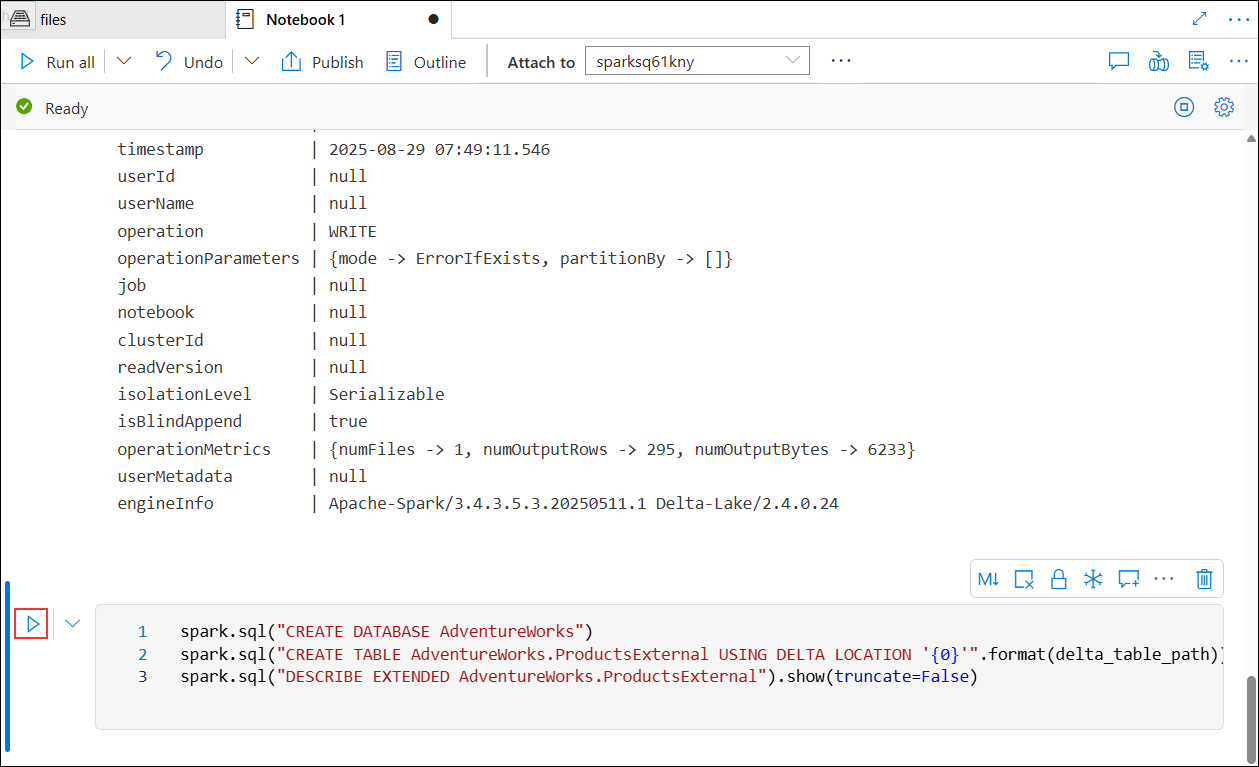 files
Notebook 1
Run all
Undo
Publish
Outline
Attach to
sparksq61kny
Ready
timestamp | 2025-08-29 07:49:11.546
userId | null
userName | null
operation | WRITE
operationParameters | {mode -> ErrorIfExists, partitionBy -> []}
job | null
notebook | null
clusterId | null
readVersion | null
isolationLevel | Serializable
isBlindAppend | true
operationMetrics | {numFiles -> 1, numOutputRows -> 295, numOutputBytes -> 6233}
userMetadata | null
engineInfo | Apache-Spark/3.4.3.5.3.20250511.1 Delta-Lake/2.4.0.24
M↓
1 spark.sql("CREATE DATABASE AdventureWorks")
2 spark.sql("CREATE TABLE AdventureWorks.ProductsExternal USING DELTA LOCATION '{0}'".format(delta_table_path))
3 spark.sql("DESCRIBE EXTENDED AdventureWorks.ProductsExternal").show(truncate=False)